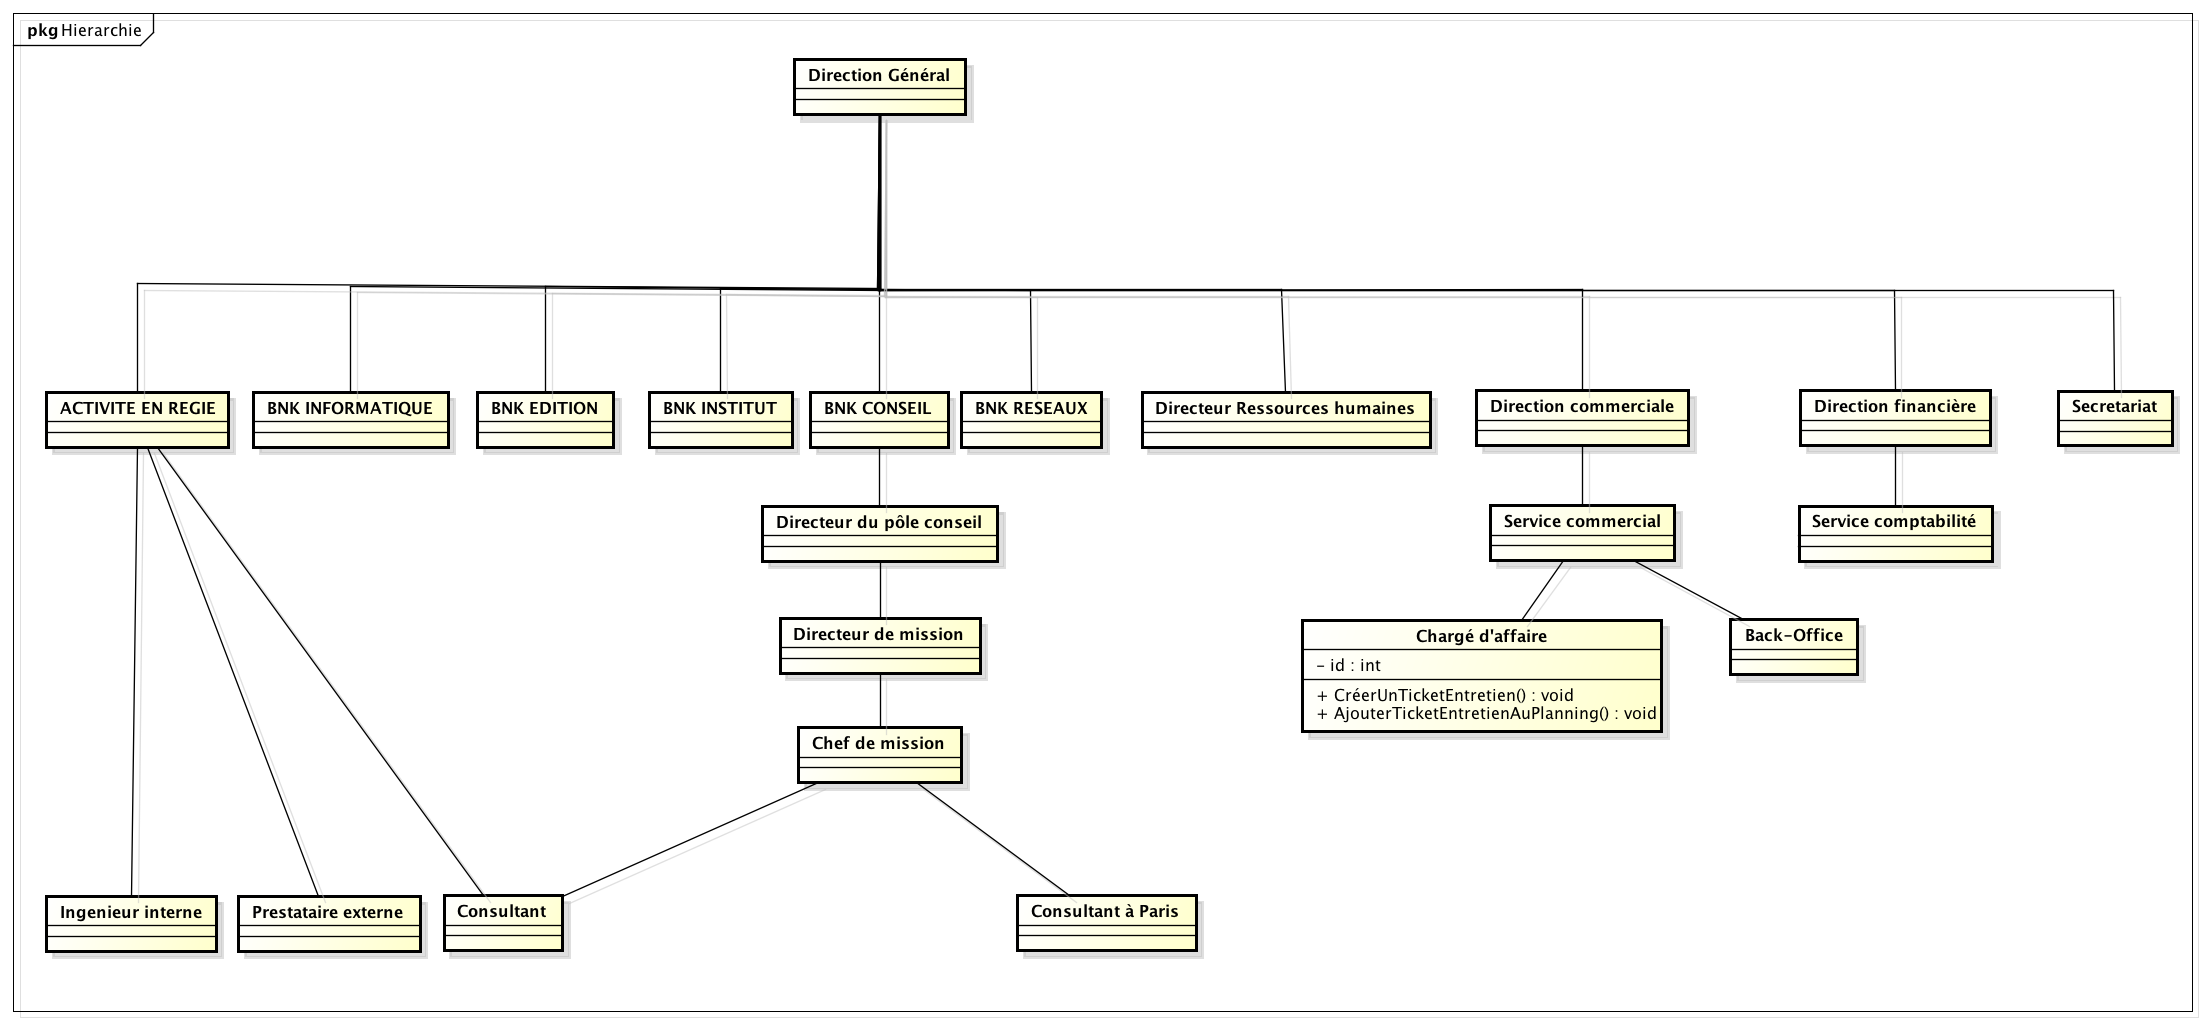 pkg Hierarchie
Direction Général
ACTIVITE EN REGIE
BNK INFORMATIQUE
BNK EDITION
BNK INSTITUT
BNK CONSEIL
BNK RESEAUX
Directeur Ressources humaines
Direction commerciale
Direction financière
Secretariat
Directeur du pôle conseil
Service commercial
Service comptabilité
Directeur de mission
Chargé d'affaire
- id : int
+ CréerUnTicketEntretien() : void
+ AjouterTicketEntretienAuPlanning() : void
Back-Office
Chef de mission
Ingenieur interne
Prestataire externe
Consultant
Consultant à Paris